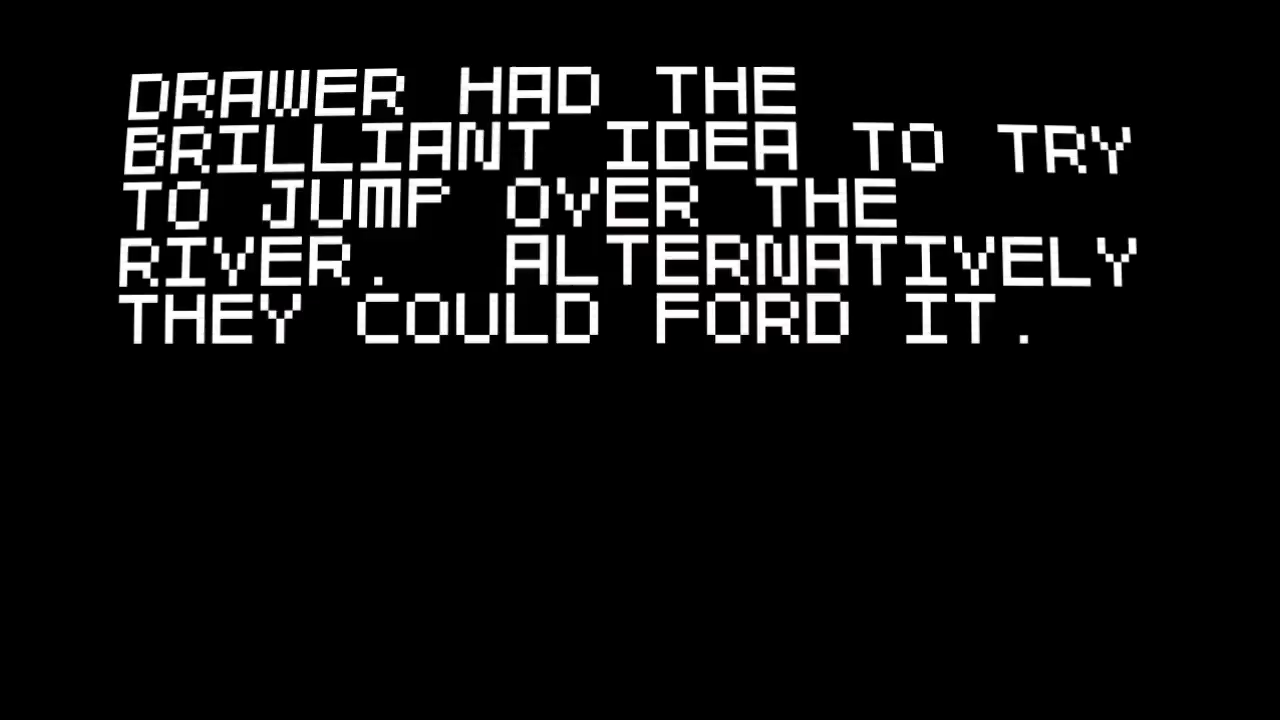 DRAWER HAD THE
BRILLIANT IDEA TO TRY
TO JUMP OVER THE
RIVER.  ALTERNATIVELY
THEY COULD FORD IT.